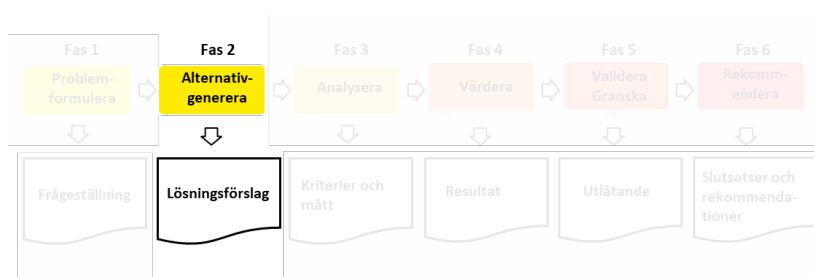 Fas 1
Fas 2
Fas 3
Fas 4
Fas 5
Fas 6
Problem-
formulera
Alternativ-
generera
Analysera
Värdera
Validera
Granska
Rekomm-
endera
Frågeställning
Lösningsförslag
Kriterier och
mått
Resultat
Utlåtande
Slutsatser och
rekommenda-
tioner